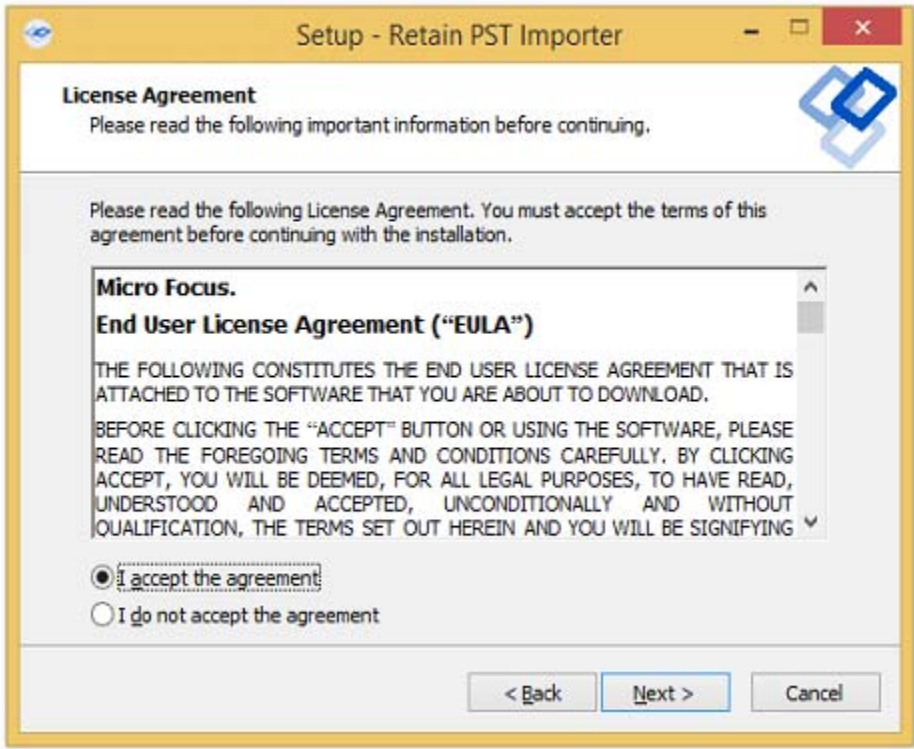 Setup - Retain PST Importer
License Agreement
Please read the following important information before continuing.
Please read the following License Agreement. You must accept the terms of this
agreement before continuing with the installation.
Micro Focus.
End User License Agreement (“EULA”)
THE FOLLOWING CONSTITUTES THE END USER LICENSE AGREEMENT THAT IS
ATTACHED TO THE SOFTWARE THAT YOU ARE ABOUT TO DOWNLOAD.
BEFORE CLICKING THE “ACCEPT” BUTTON OR USING THE SOFTWARE, PLEASE
READ THE FOREGOING TERMS AND CONDITIONS CAREFULLY. BY CLICKING
ACCEPT, YOU WILL BE DEEMED, FOR ALL LEGAL PURPOSES, TO HAVE READ,
UNDERSTOOD AND ACCEPTED, UNCONDITIONALLY AND WITHOUT
QUALIFICATION, THE TERMS SET OUT HEREIN AND YOU WILL BE SIGNIFYING
I accept the agreement
I do not accept the agreement
< Back Next > Cancel